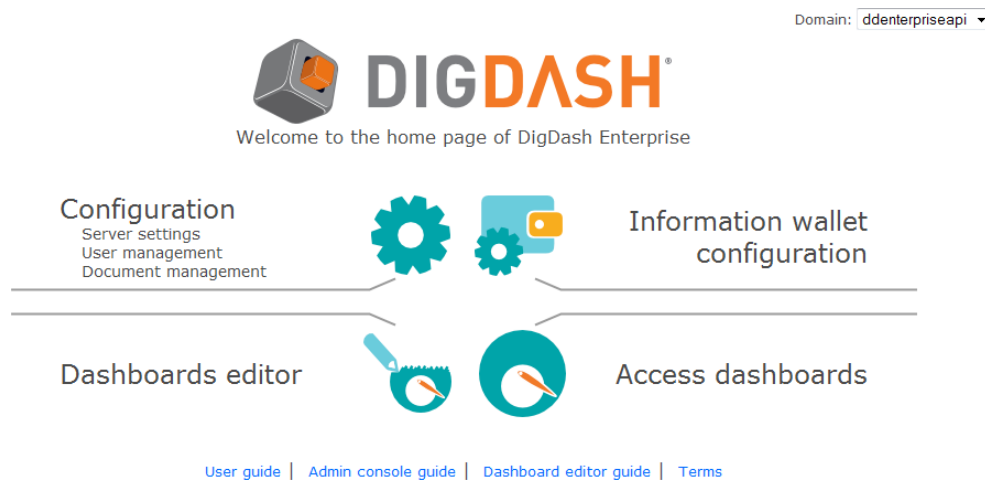 Domain: ddenterpriseapi
DIGDASH®
Welcome to the home page of DigDash Enterprise
Configuration
Server settings
User management
Document management
Information wallet
configuration
Dashboards editor
Access dashboards
User guide | Admin console guide | Dashboard editor guide | Terms